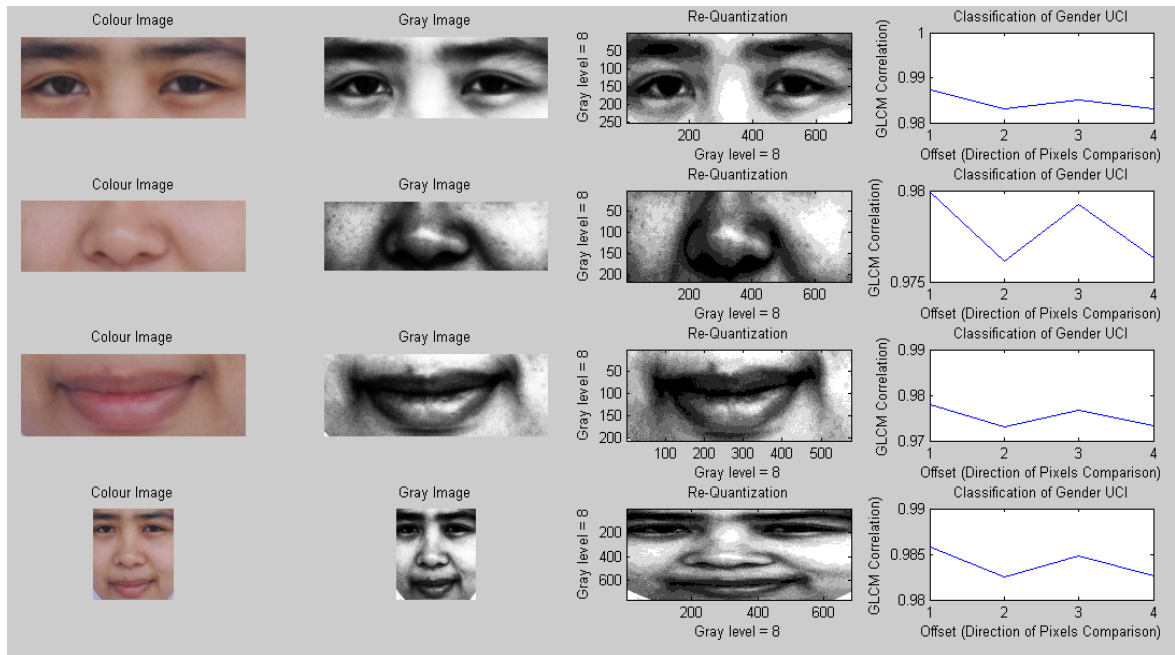 Colour Image
Gray Image
Re-Quantization
Classification of Gender UCI
Gray level = 8
50
100
150
200
250
200
400
600
Gray level = 8
GLCM Correlation)
1
0.99
0.98
1
2
3
4
Offset (Direction of Pixels Comparison)
Colour Image
Gray Image
Re-Quantization
Classification of Gender UCI
Gray level = 8
50
100
150
200
200
400
600
Gray level = 8
GLCM Correlation)
0.98
0.975
1
2
3
4
Offset (Direction of Pixels Comparison)
Colour Image
Gray Image
Re-Quantization
Classification of Gender UCI
Gray level = 8
50
100
150
200
100
200
300
400
500
Gray level = 8
GLCM Correlation)
0.99
0.98
0.97
1
2
3
4
Offset (Direction of Pixels Comparison)
Colour Image
Gray Image
Re-Quantization
Classification of Gender UCI
Gray level = 8
200
400
600
200
400
600
Gray level = 8
GLCM Correlation)
0.99
0.985
0.98
1
2
3
4
Offset (Direction of Pixels Comparison)